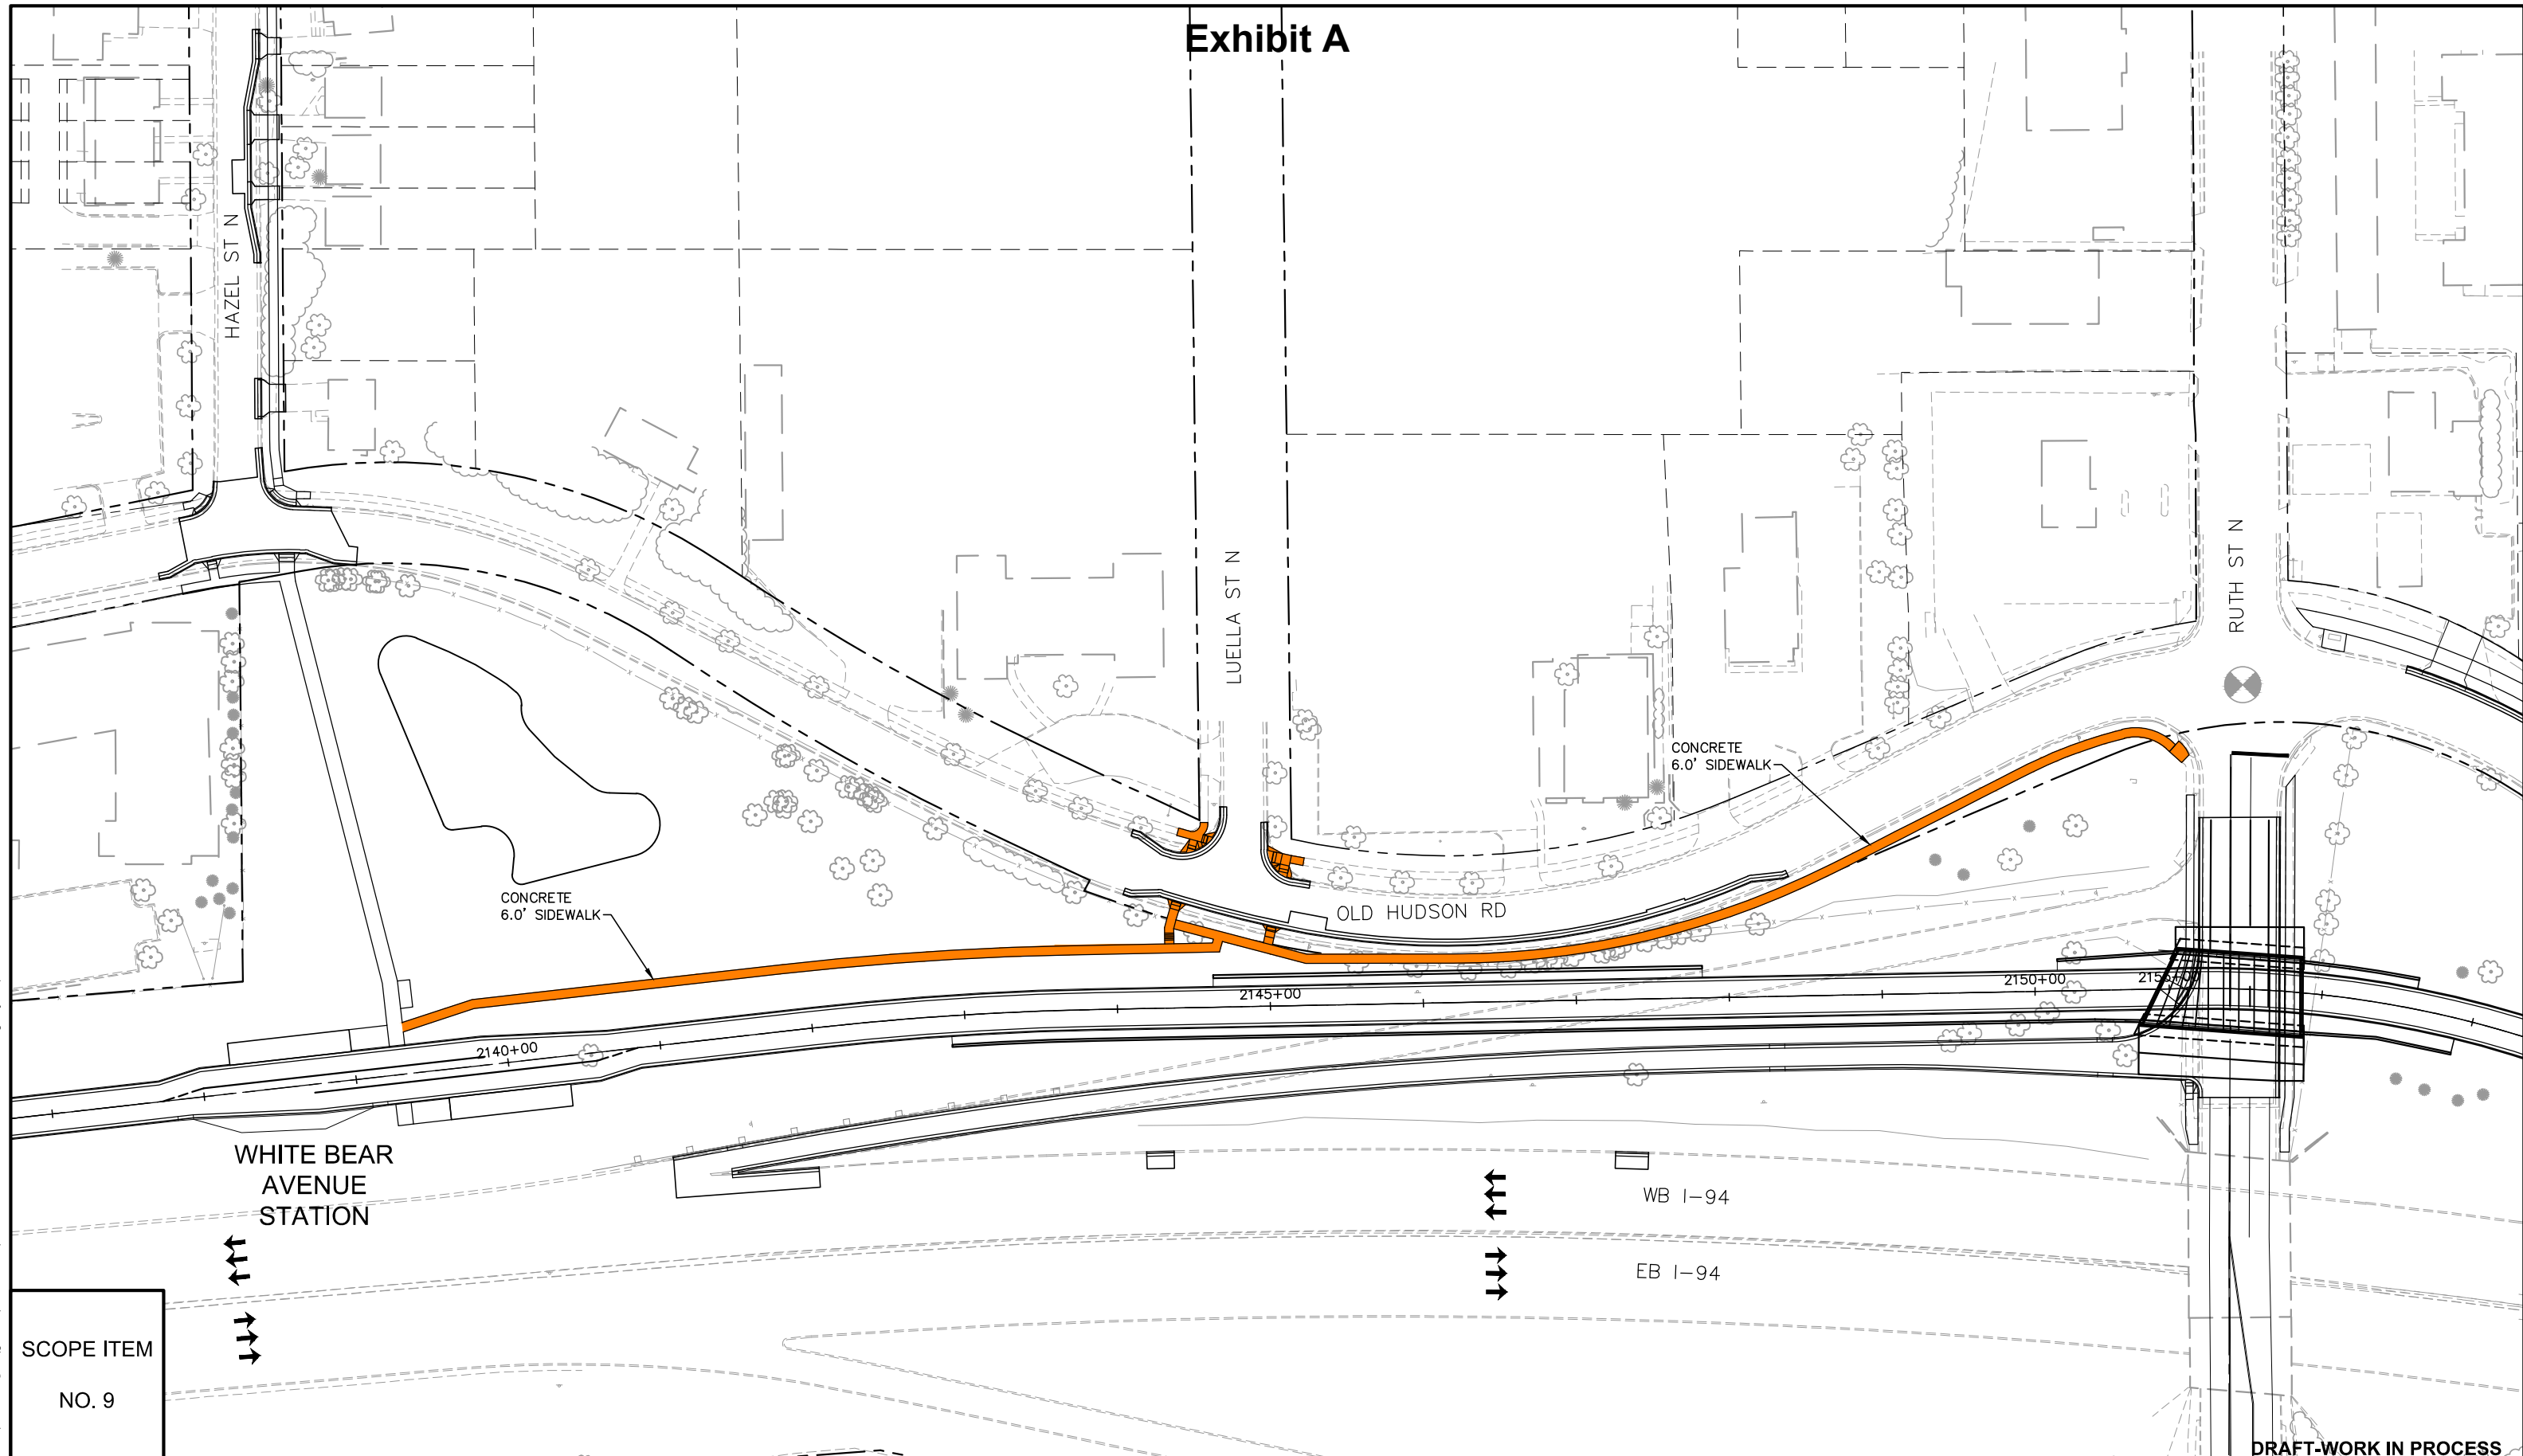 Exhibit A
HAZEL ST N
LUELLA ST N
RUTH ST N
CONCRETE
6.0' SIDEWALK
CONCRETE
6.0' SIDEWALK
OLD HUDSON RD
2140+00
2145+00
2150+00
WHITE BEAR
AVENUE
STATION
WB I-94
EB I-94
SCOPE ITEM
NO. 9
DRAFT-WORK IN PROCESS